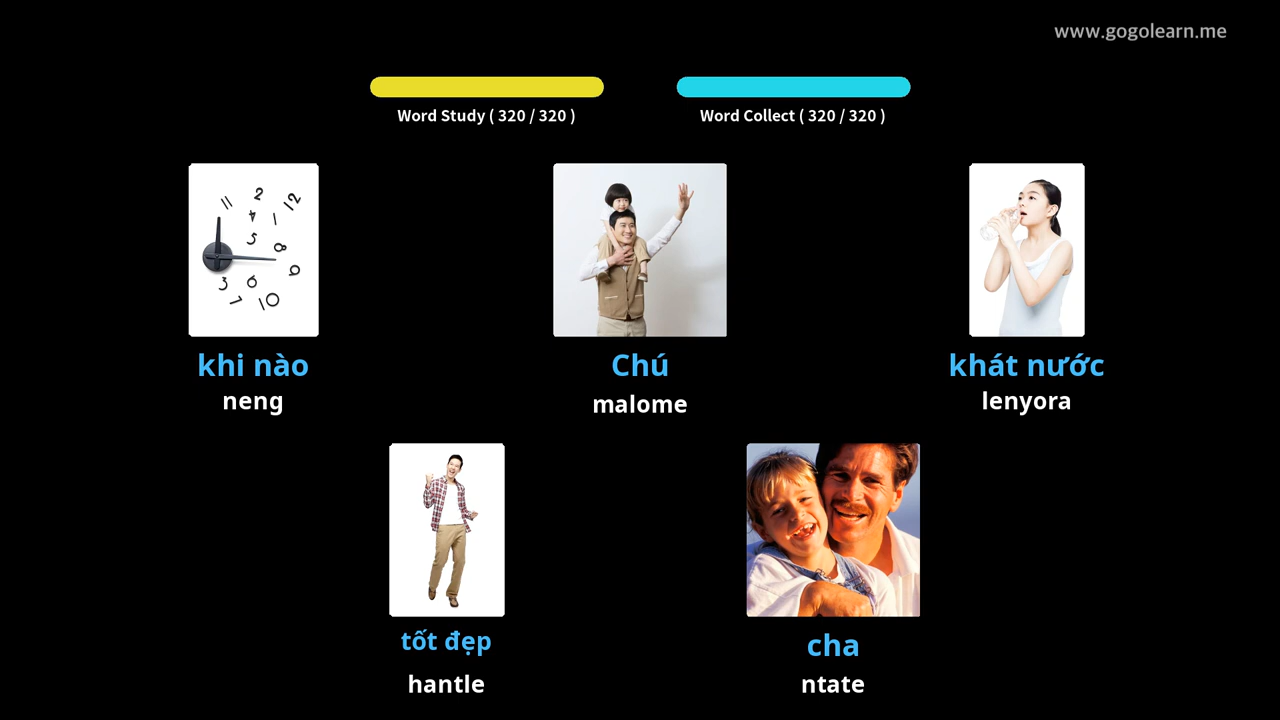 www.gogolearn.me
Word Study ( 320 / 320 )
Word Collect ( 320 / 320 )
khi nào
neng
Chú
malome
khát nước
lenyora
tốt đẹp
hantle
cha
ntate